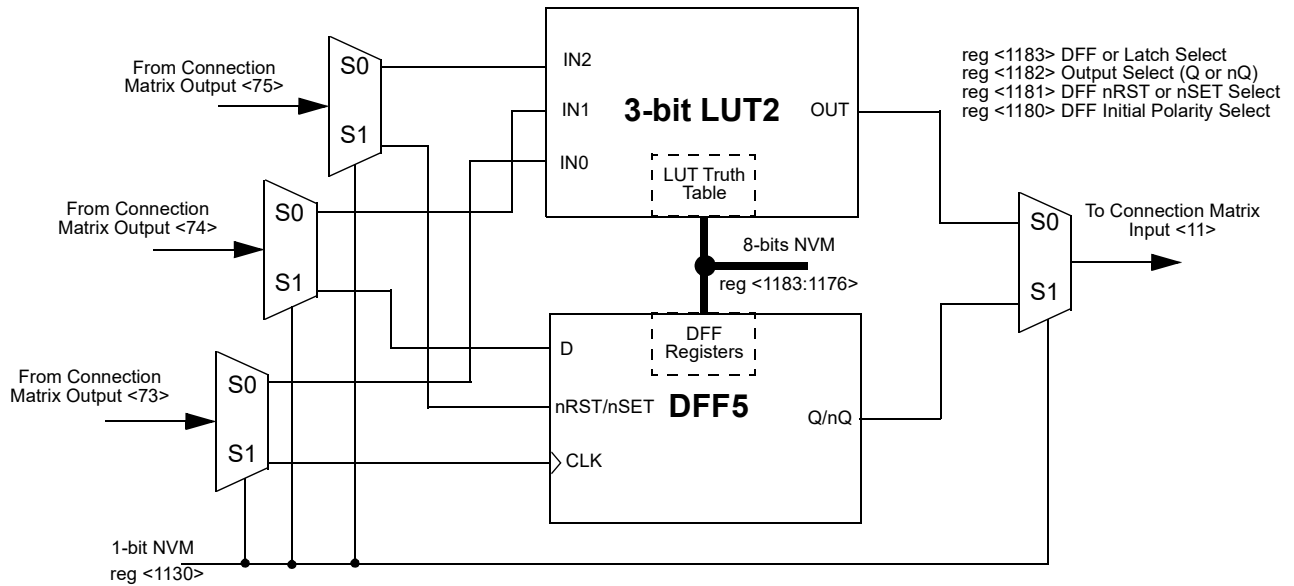 From Connection
Matrix Output <75>
S0
S1
From Connection
Matrix Output <74>
S0
S1
From Connection
Matrix Output <73>
S0
S1
1-bit NVM
reg <1130>
IN2
IN1
IN0
3-bit LUT2
OUT
LUT Truth
Table
8-bits NVM
reg <1183:1176>
DFF
Registers
D
nRST/nSET
CLK
DFF5
Q/nQ
reg <1183> DFF or Latch Select
reg <1182> Output Select (Q or nQ)
reg <1181> DFF nRST or nSET Select
reg <1180> DFF Initial Polarity Select
S0
S1
To Connection Matrix
Input <11>